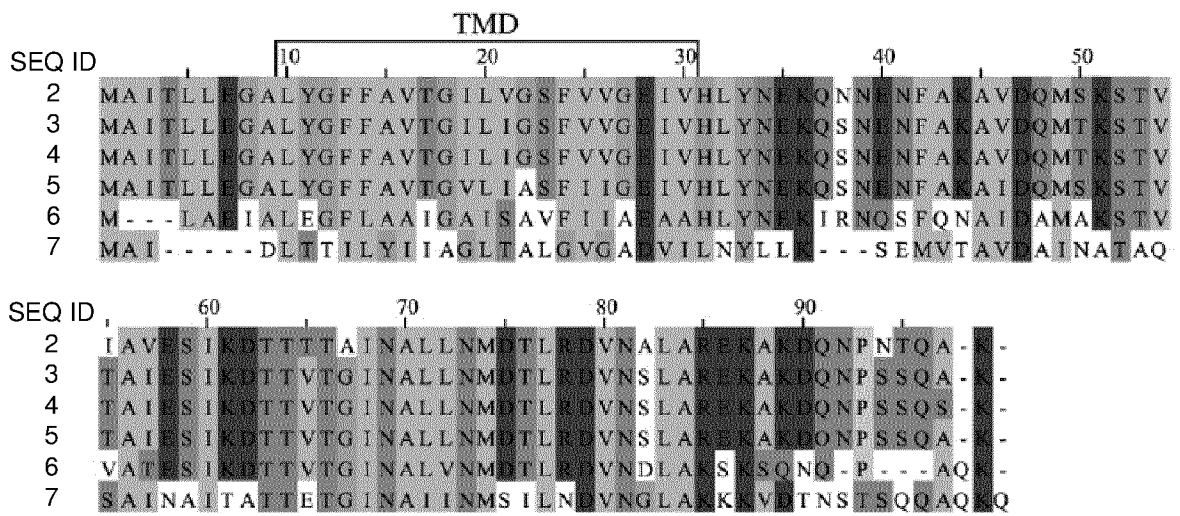 TMD
SEQ ID 10 20 30 40 50
2 MAITLLEGALYGFFAVTGILVGSFVVGEIVHLYNEKQNNENFAKAVDQMSKSTV
3 MAITLLEGALYGFFAVTGILIGSFVVGEIVHLYNEKQSNENFAKAVDQMTKSTV
4 MAITLLEGALYGFFAVTGILIGSFVVGEIVHLYNEKQSNENFAKAVDQMTKSTV
5 MAITLLEGALYGFFAVTGVLIASFIIGEIVHLYNEKQSNENFAKAIDQMSKSTV
6 M---LAEIALEGFLAAIGAISAVFIIAEAAHLYNEKIRNQSFQNAIDAMAKSTV
7 MAI-----DLTTILYIIAGLTALGVGADVILNYLLK---SEMVTAVDAINATAQ
SEQ ID 60 70 80 90
2 IAVESIKDTTTTAINALLNMDTLRDVNALAREKAKDQNPNTQA-K-
3 TAIESIKDTTVTGINALLNMDTLRDVNSLAREKAKDQNPSSQA-K-
4 TAIESIKDTTVTGINALLNMDTLRDVNSLAREKAKDQNPSSQS-K-
5 TAIESIKDTTVTGINALLNMDTLRDVNSLAREKAKDQNPSSQA-K-
6 VATESIKDTTVTGINALVNMDTLRDVNDLAKSKSQNQ-P---AQK-
7 SAINAITATTETGINAIINMSILNDVNGLAKKKVDTNSTSQQAQKQ